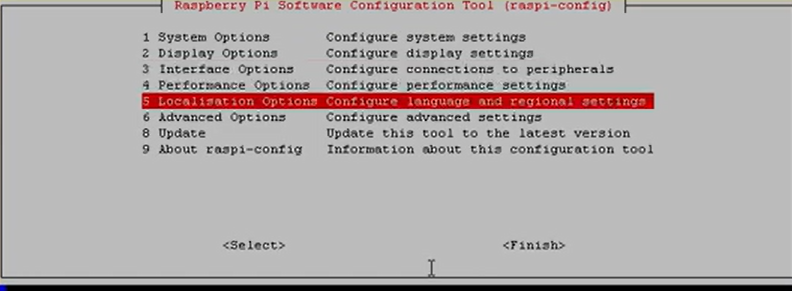 Raspberry Pi Software Configuration Tool (raspi-config)
1 System Options Configure system settings
2 Display Options Configure display settings
3 Interface Options Configure connections to peripherals
4 Performance Options Configure performance settings
5 Localisation Options Configure language and regional settings
6 Advanced Options Configure advanced settings
8 Update Update this tool to the latest version
9 About raspi-config Information about this configuration tool
<Select> <Finish>